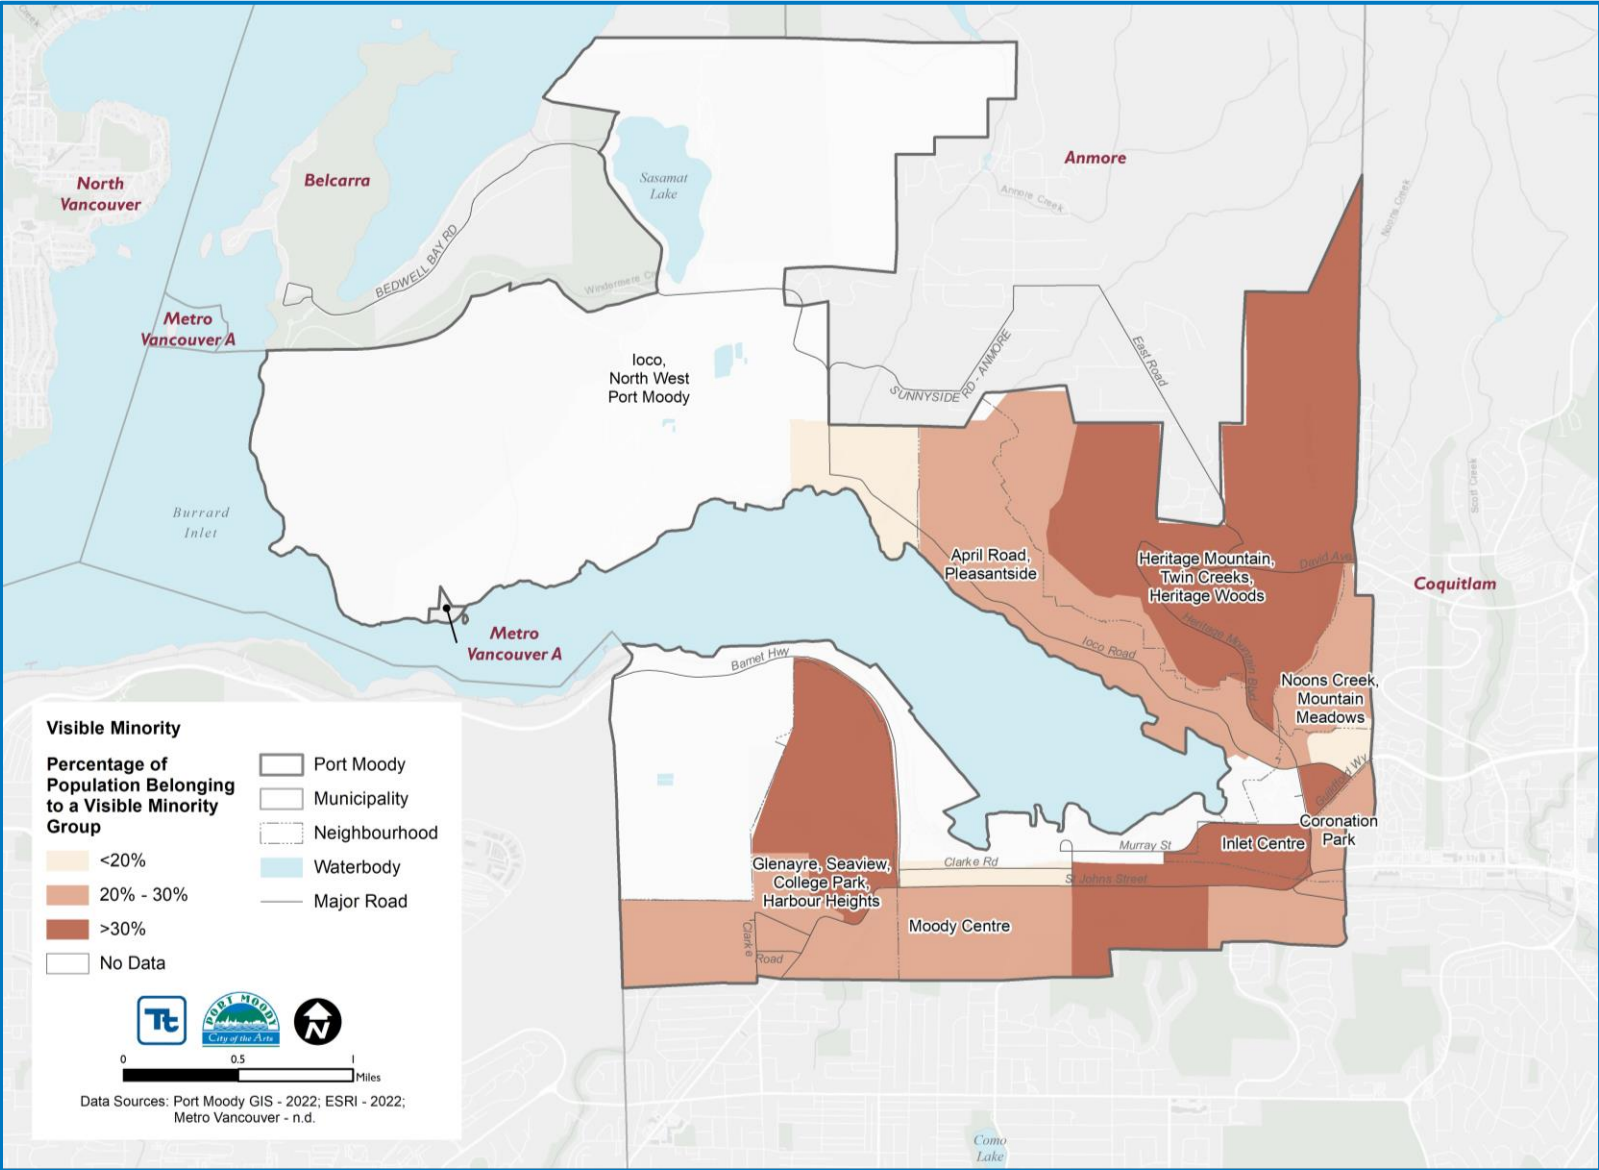 North
Vancouver
Belcarra
Sasamat
Lake
Anmore
Anmore Creek
Noons Creek
BEDWELL BAY RD
Metro
Vancouver A
Ioco,
North West
Port Moody
SUNNYSIDE RD - ANMORE
East Road
Scott Creek
Burrard
Inlet
April Road,
Pleasantside
Heritage Mountain,
Twin Creeks,
Heritage Woods
David Ave
Coquitlam
Metro
Vancouver A
Barnet Hwy
Ioco Road
Heritage Mountain Blvd
Noons Creek,
Mountain
Meadows
Guildford Wy
Coronation
Park
Inlet Centre
Murray St
Clarke Rd
St Johns Street
Glenayre, Seaview,
College Park,
Harbour Heights
Moody Centre
Clarke
Road
Como
Lake
Visible Minority
Percentage of
Population Belonging
to a Visible Minority
Group
<20%
20% - 30%
>30%
No Data
Port Moody
Municipality
Neighbourhood
Waterbody
Major Road
Tt
PORT MOODY
City of the Arts
N
0 0.5 1
Miles
Data Sources: Port Moody GIS - 2022; ESRI - 2022;
Metro Vancouver - n.d.